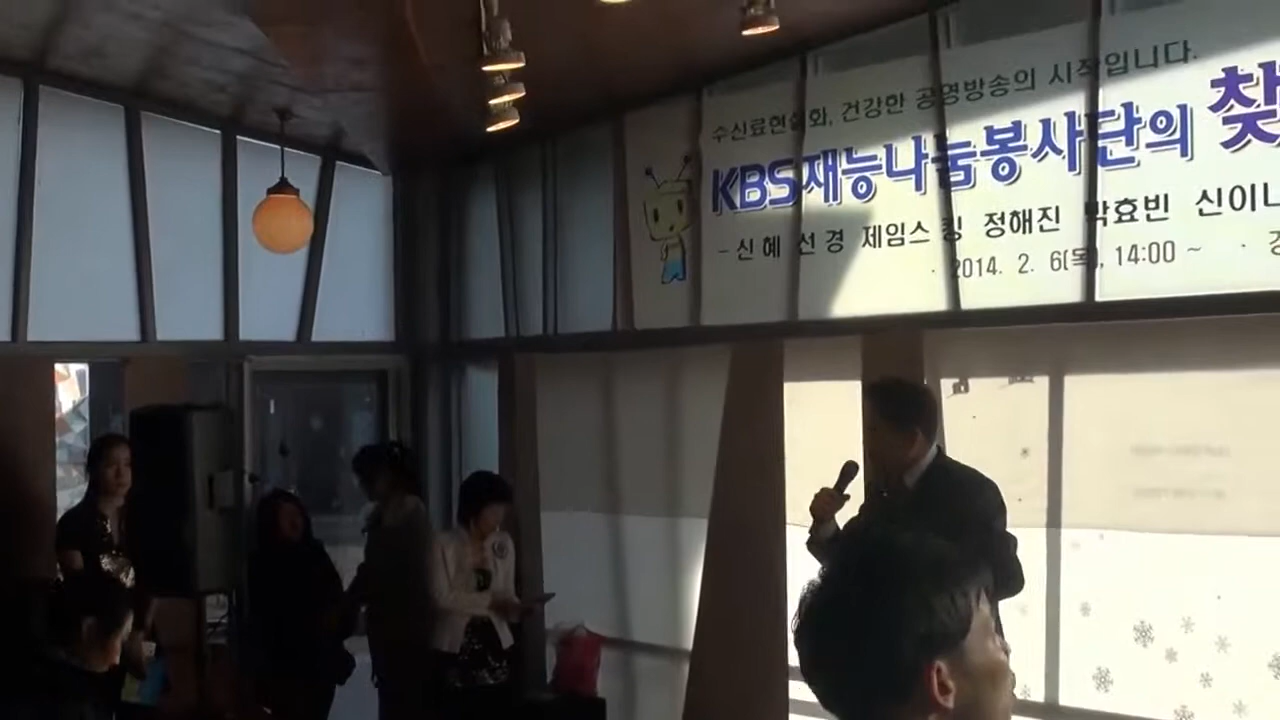 수신료현실화, 건강한 공영방송의 시작입니다.
KBS재능나눔봉사단의 찾
- 신 혜 선 경 제임스 킹 정해진 박효빈 신이나
· 2014. 2. 6(목), 14:00 ~ ·